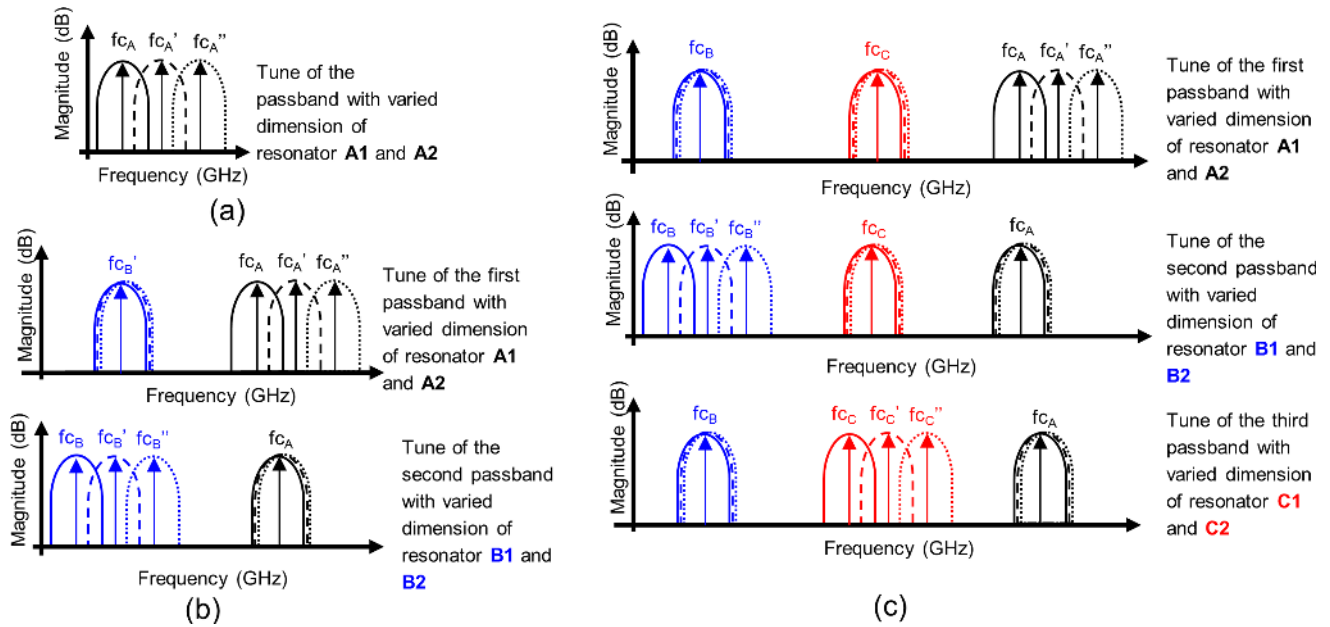 Magnitude (dB)
fcA fcA' fcA''
Tune of the
passband with varied
dimension of
resonator A1 and A2
Frequency (GHz)
(a)
Magnitude (dB)
fcB'
fcA fcA' fcA''
Tune of the first
passband with
varied dimension
of resonator A1
and A2
Frequency (GHz)
Magnitude (dB)
fcB fcB' fcB''
fcA
Tune of the
second passband
with varied
dimension of
resonator B1 and
B2
Frequency (GHz)
(b)
Magnitude (dB)
fcB
fcC
fcA fcA' fcA''
Tune of the first
passband with
varied dimension
of resonator A1
and A2
Frequency (GHz)
Magnitude (dB)
fcB fcB' fcB''
fcC
fcA
Tune of the
second passband
with varied
dimension of
resonator B1 and
B2
Frequency (GHz)
Magnitude (dB)
fcB
fcC fcC' fcC''
fcA
Tune of the third
passband with
varied dimension
of resonator C1
and C2
Frequency (GHz)
(c)